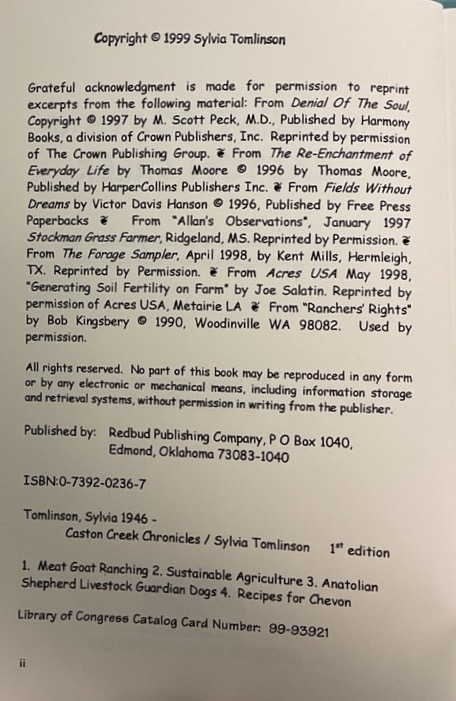 Copyright © 1999 Sylvia Tomlinson
Grateful acknowledgment is made for permission to reprint
excerpts from the following material: From Denial Of The Soul,
Copyright © 1997 by M. Scott Peck, M.D., Published by Harmony
Books, a division of Crown Publishers, Inc. Reprinted by permission
of The Crown Publishing Group. ❦ From The Re-Enchantment of
Everyday Life by Thomas Moore © 1996 by Thomas Moore,
Published by HarperCollins Publishers Inc. ❦ From Fields Without
Dreams by Victor Davis Hanson © 1996, Published by Free Press
Paperbacks ❦ From "Allan's Observations", January 1997
Stockman Grass Farmer, Ridgeland, MS. Reprinted by Permission. ❦
From The Forage Sampler, April 1998, by Kent Mills, Hermleigh,
TX. Reprinted by Permission. ❦ From Acres USA May 1998,
"Generating Soil Fertility on Farm" by Joe Salatin. Reprinted by
permission of Acres USA, Metairie LA ❦ From "Ranchers' Rights"
by Bob Kingsbery © 1990, Woodinville WA 98082. Used by
permission.
All rights reserved. No part of this book may be reproduced in any form
or by any electronic or mechanical means, including information storage
and retrieval systems, without permission in writing from the publisher.
Published by: Redbud Publishing Company, P O Box 1040,
Edmond, Oklahoma 73083-1040
ISBN:0-7392-0236-7
Tomlinson, Sylvia 1946 -
Caston Creek Chronicles / Sylvia Tomlinson 1st edition
1. Meat Goat Ranching 2. Sustainable Agriculture 3. Anatolian
Shepherd Livestock Guardian Dogs 4. Recipes for Chevon
Library of Congress Catalog Card Number: 99-93921
ii